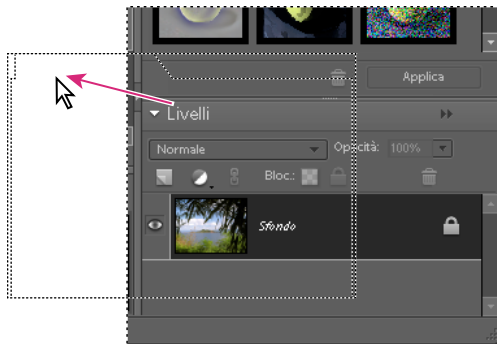 Applica
Livelli
Normale Opacità: 100%
Bloc.:
Sfondo